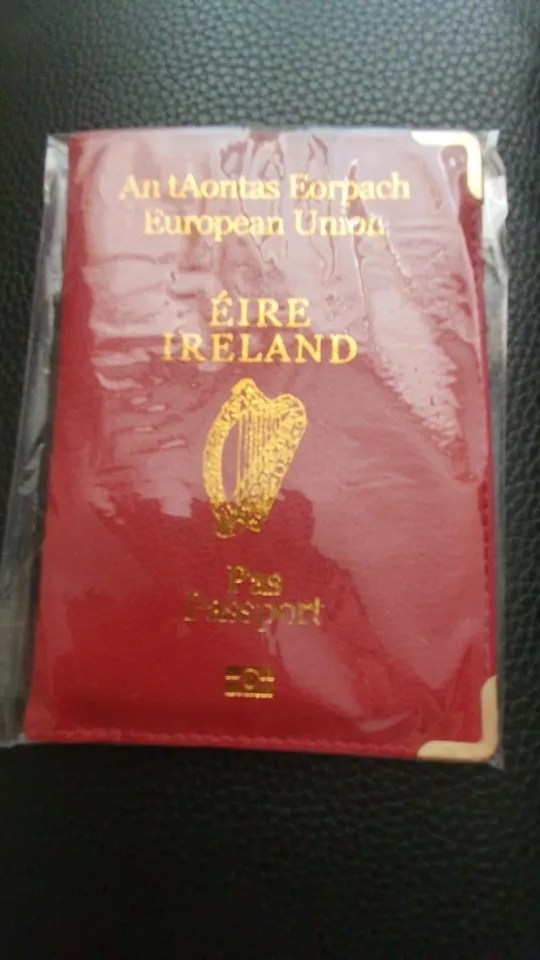 An tAontas Eorpach
European Union
ÉIRE
IRELAND
Pas
Passport